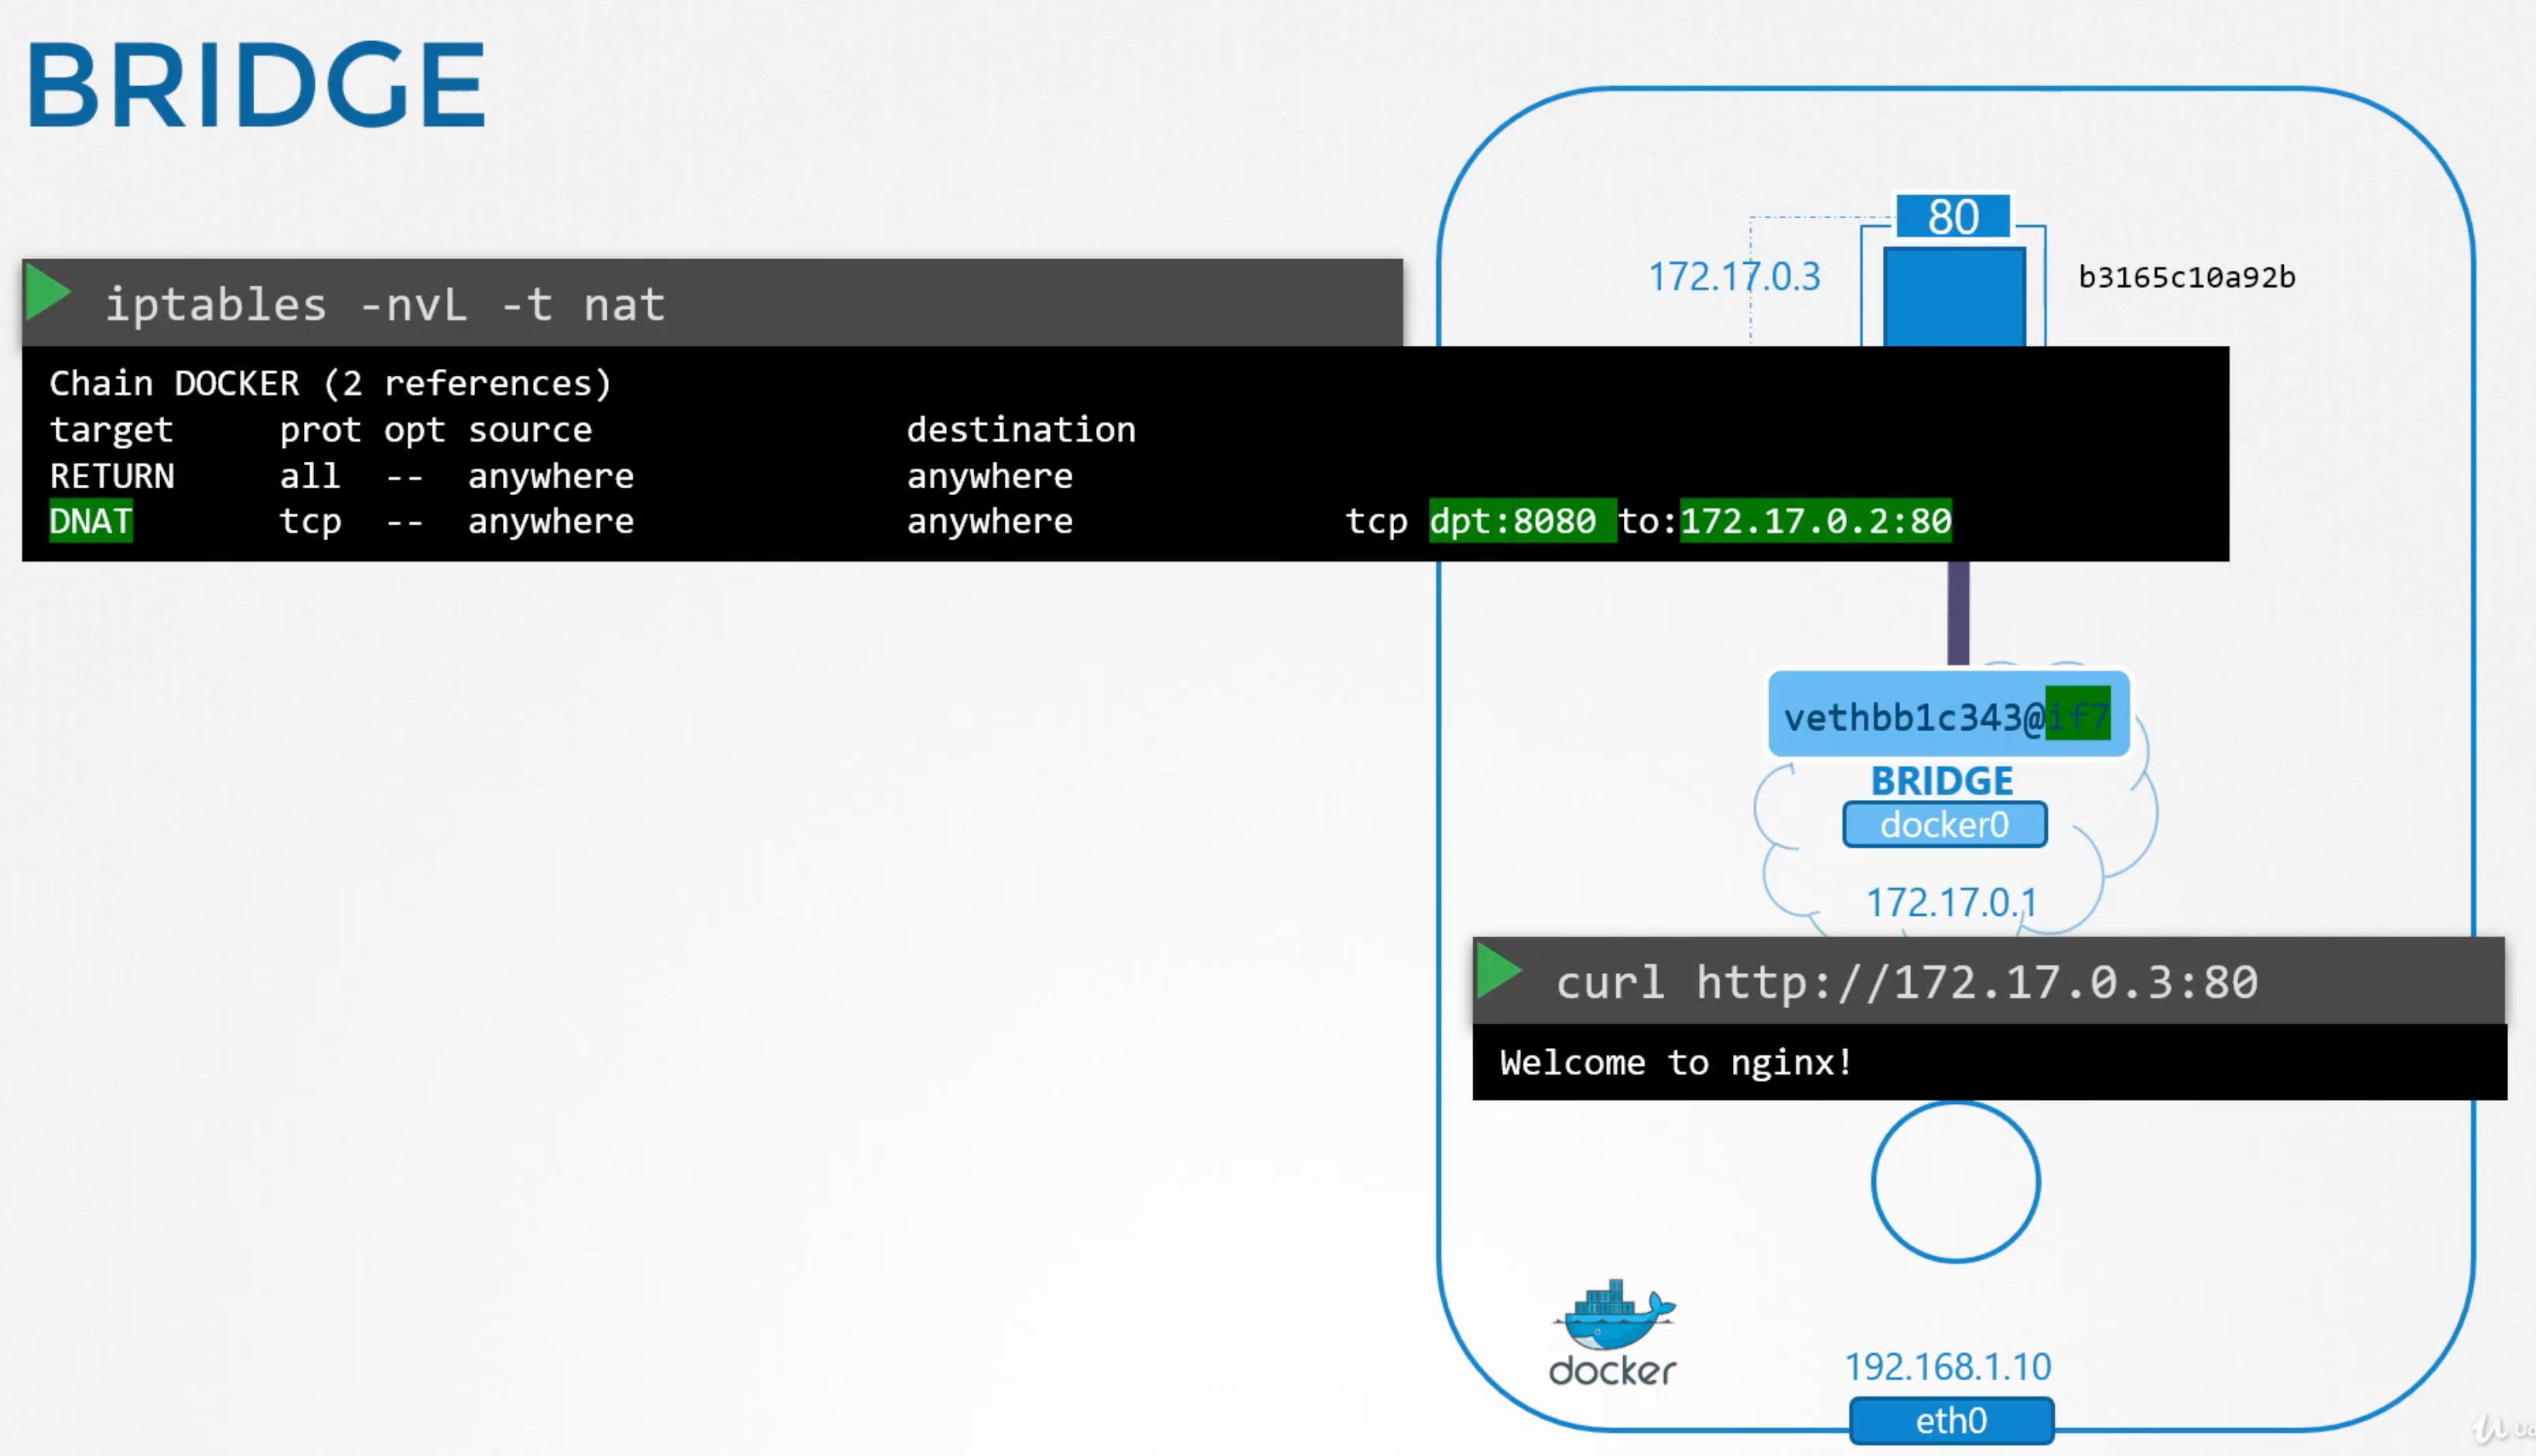 BRIDGE
80
172.17.0.3
b3165c10a92b
iptables -nvL -t nat
Chain DOCKER (2 references)
target prot opt source destination
RETURN all -- anywhere anywhere
DNAT tcp -- anywhere anywhere tcp dpt:8080 to:172.17.0.2:80
vethbb1c343@if7
BRIDGE
docker0
172.17.0.1
curl http://172.17.0.3:80
Welcome to nginx!
docker
192.168.1.10
eth0